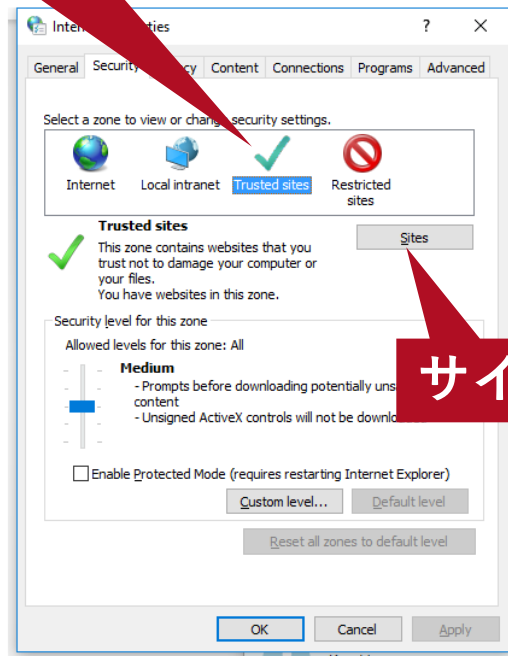 Inter ties
? ×
General Security cy Content Connections Programs Advanced
Select a zone to view or change security settings.
Internet Local intranet Trusted sites Restricted sites
Trusted sites
Sites
This zone contains websites that you
trust not to damage your computer or
your files.
You have websites in this zone.
Security level for this zone
Allowed levels for this zone: All
Medium
- Prompts before downloading potentially uns
content
- Unsigned ActiveX controls will not be downlo
サイ
Enable Protected Mode (requires restarting Internet Explorer)
Custom level... Default level
Reset all zones to default level
OK Cancel Apply